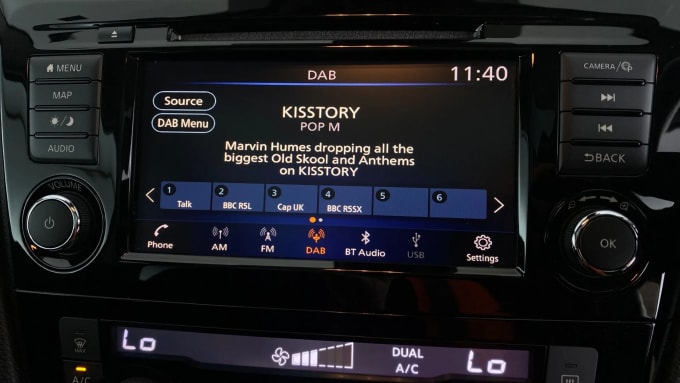 DAB
11:40
MENU
MAP
AUDIO
VOLUME
CAMERA/
BACK
OK
Source
DAB Menu
KISSTORY
POP M
Marvin Humes dropping all the
biggest Old Skool and Anthems
on KISSTORY
1 Talk
2 BBC R5L
3 Cap UK
4 BBC R5SX
5
6
Phone
AM
FM
DAB
BT Audio
USB
Settings
Lo
DUAL
A/C
Lo
MAX
A/C